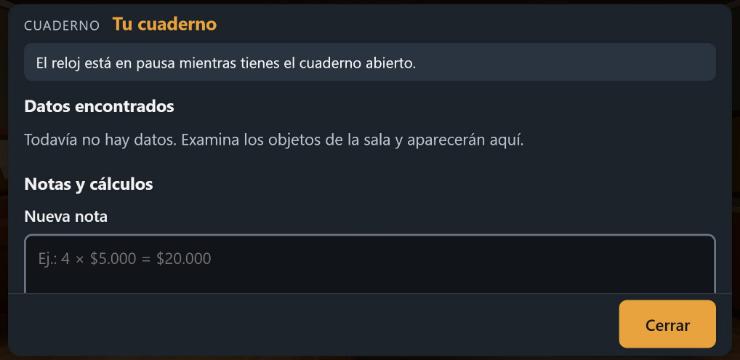 CUADERNO Tu cuaderno
El reloj está en pausa mientras tienes el cuaderno abierto.
Datos encontrados
Todavía no hay datos. Examina los objetos de la sala y aparecerán aquí.
Notas y cálculos
Nueva nota
Ej.: 4 × $5.000 = $20.000
Cerrar